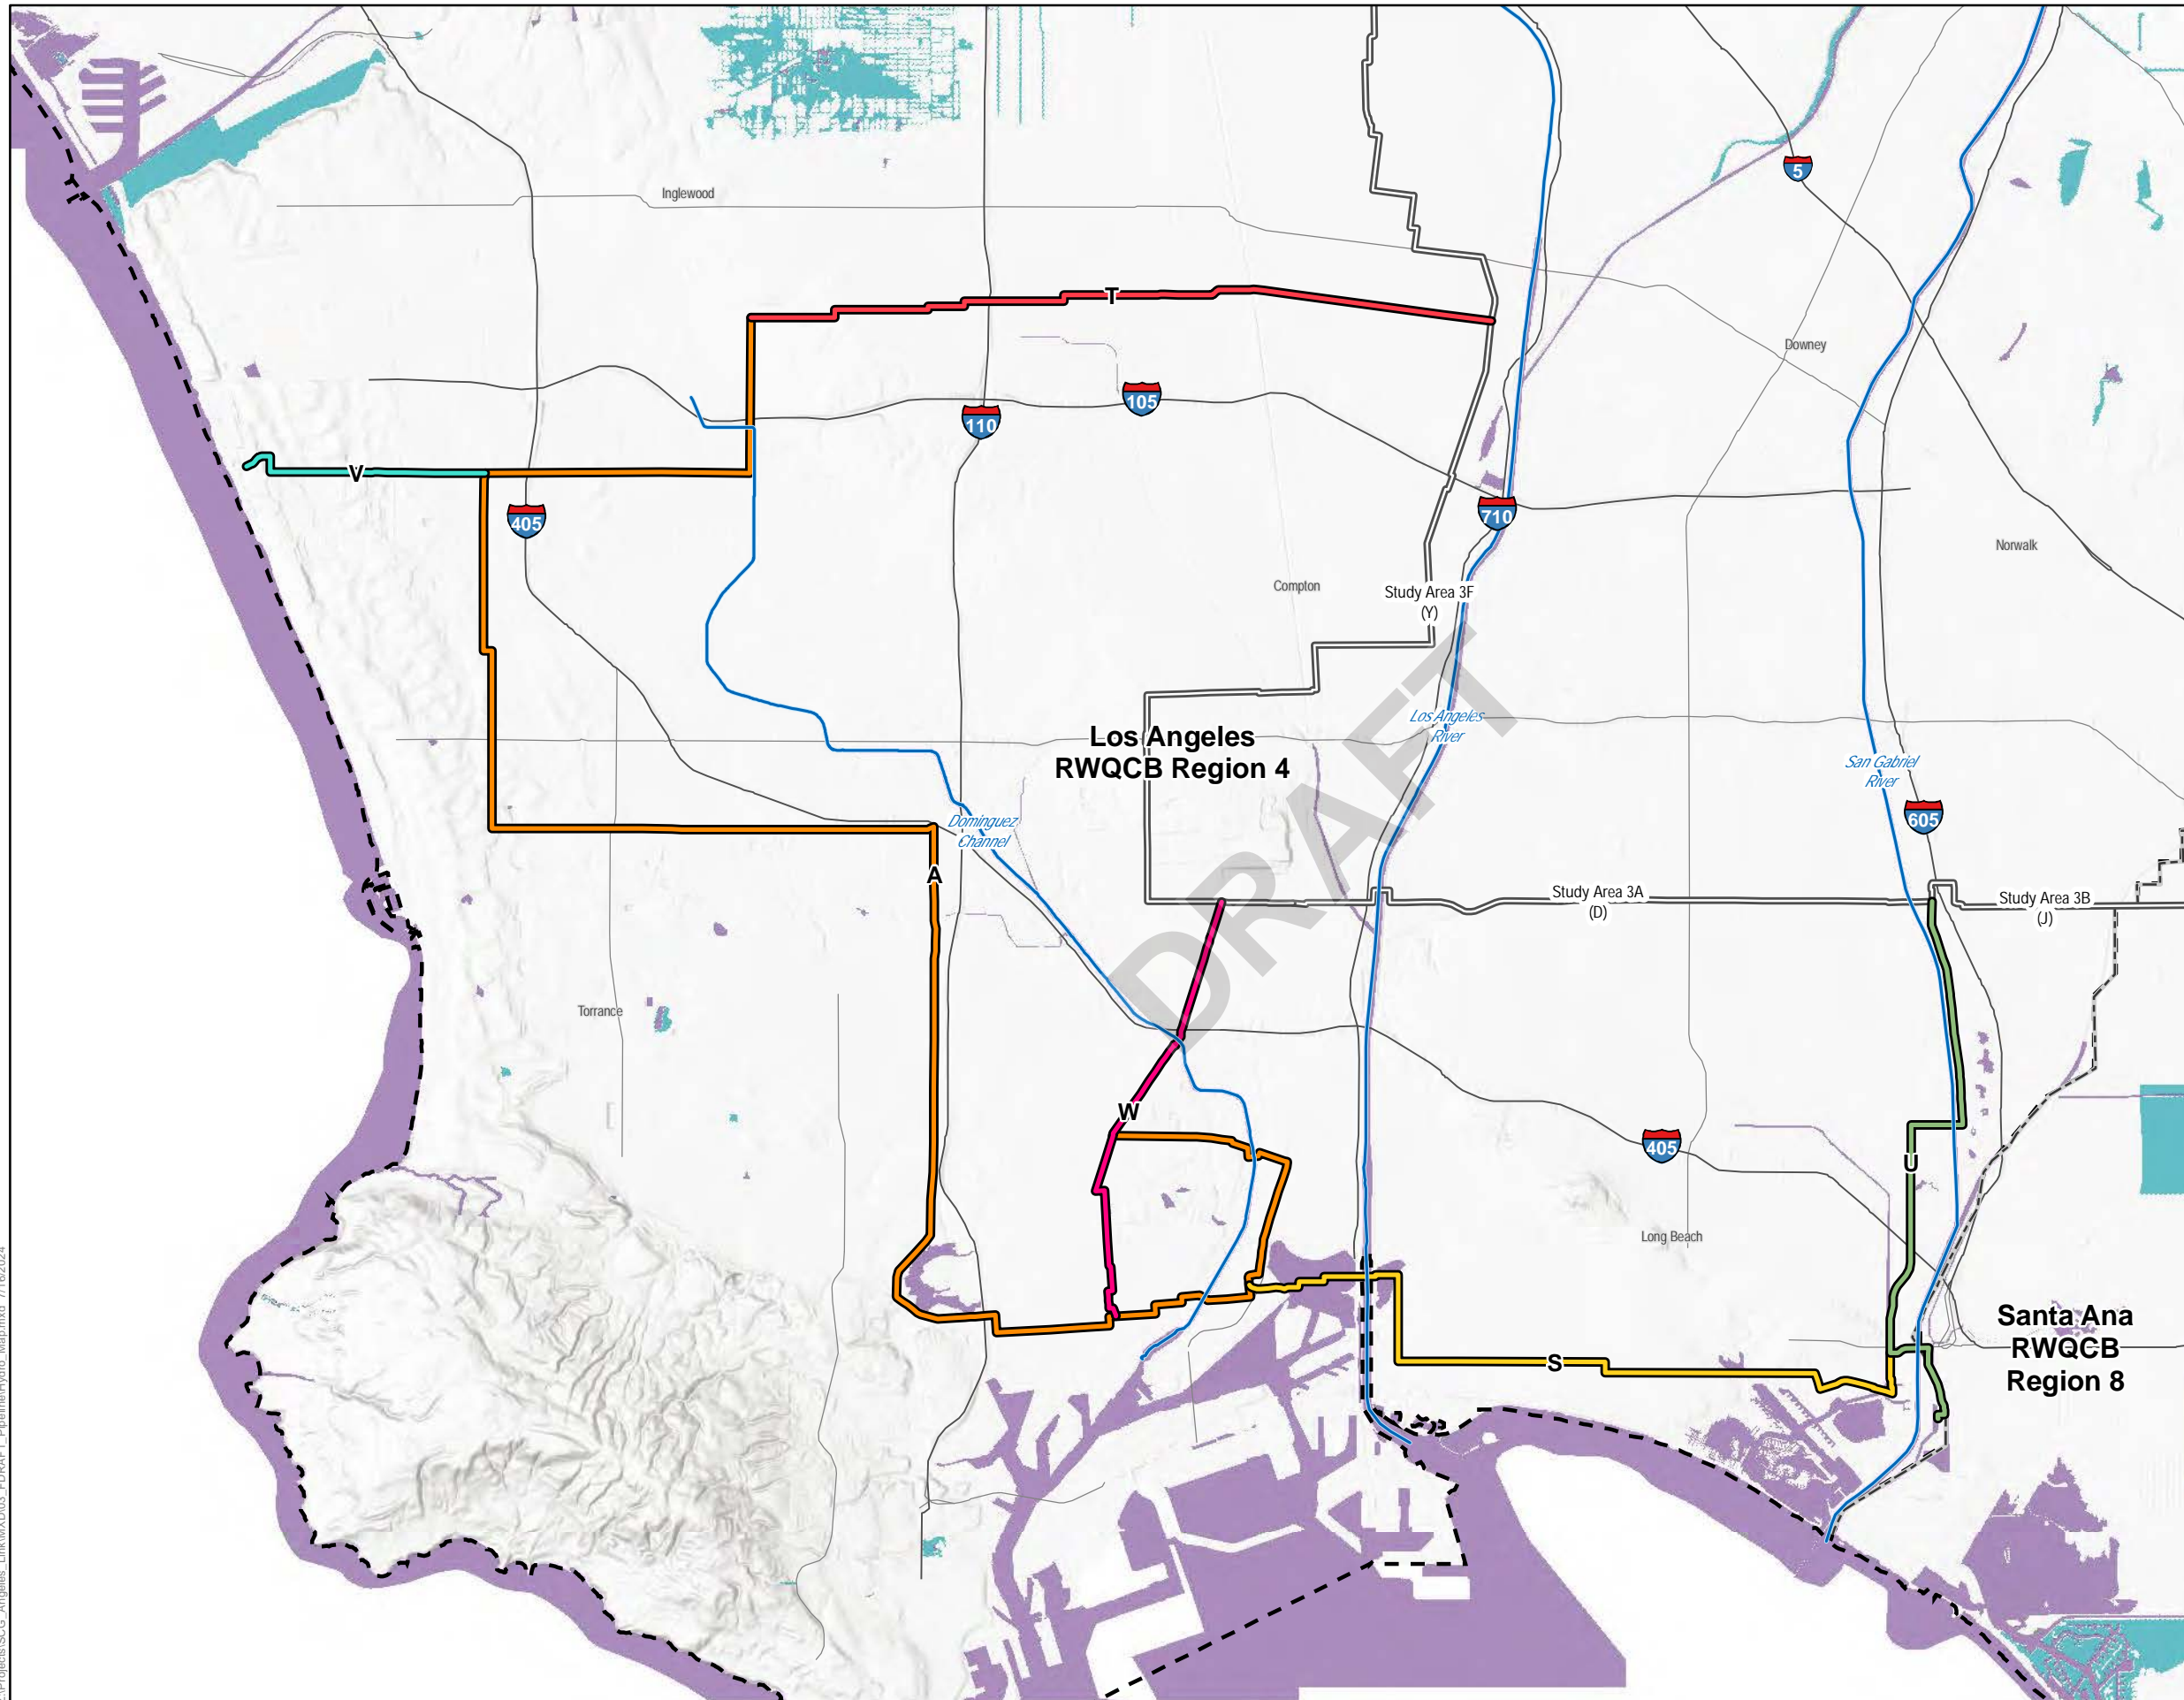 5
Inglewood
T
Downey
105
110
V
405
710
Norwalk
Compton
Study Area 3F
(Y)
Los Angeles
River
Los Angeles
RWQCB Region 4
San Gabriel
River
605
Dominguez
Channel
A
Study Area 3A
(D)
Study Area 3B
(J)
DRAFT
Torrance
W
405
U
Long Beach
Santa Ana
RWQCB
Region 8
S